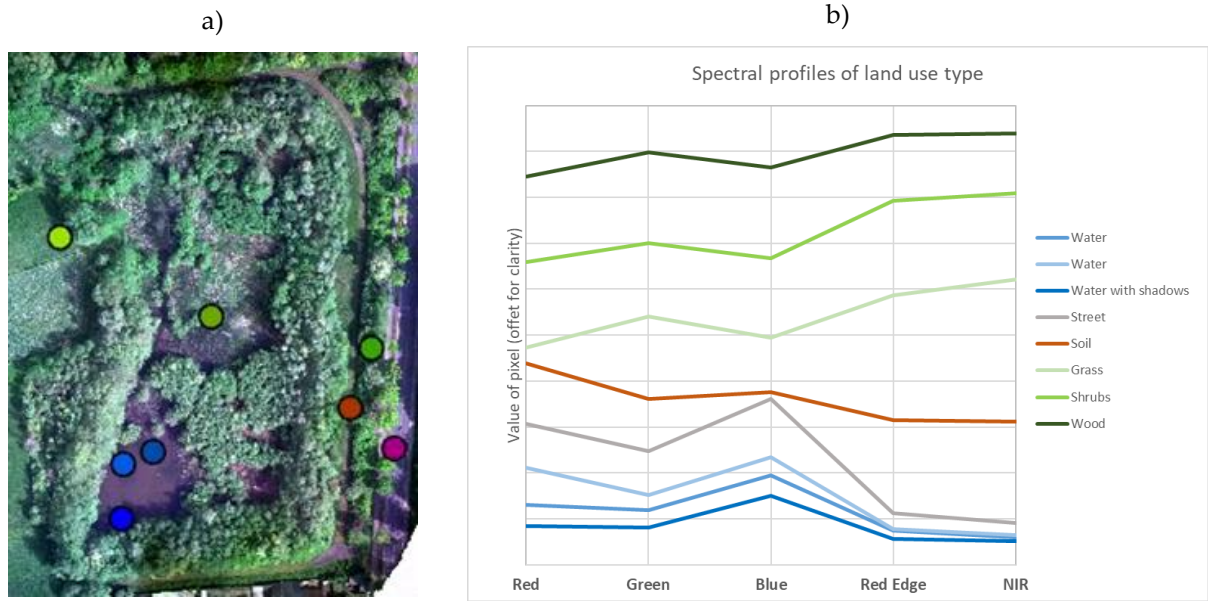 a)
b)
Spectral profiles of land use type
Value of pixel (offet for clarity)
Water
Water
Water with shadows
Street
Soil
Grass
Shrubs
Wood
Red
Green
Blue
Red Edge
NIR